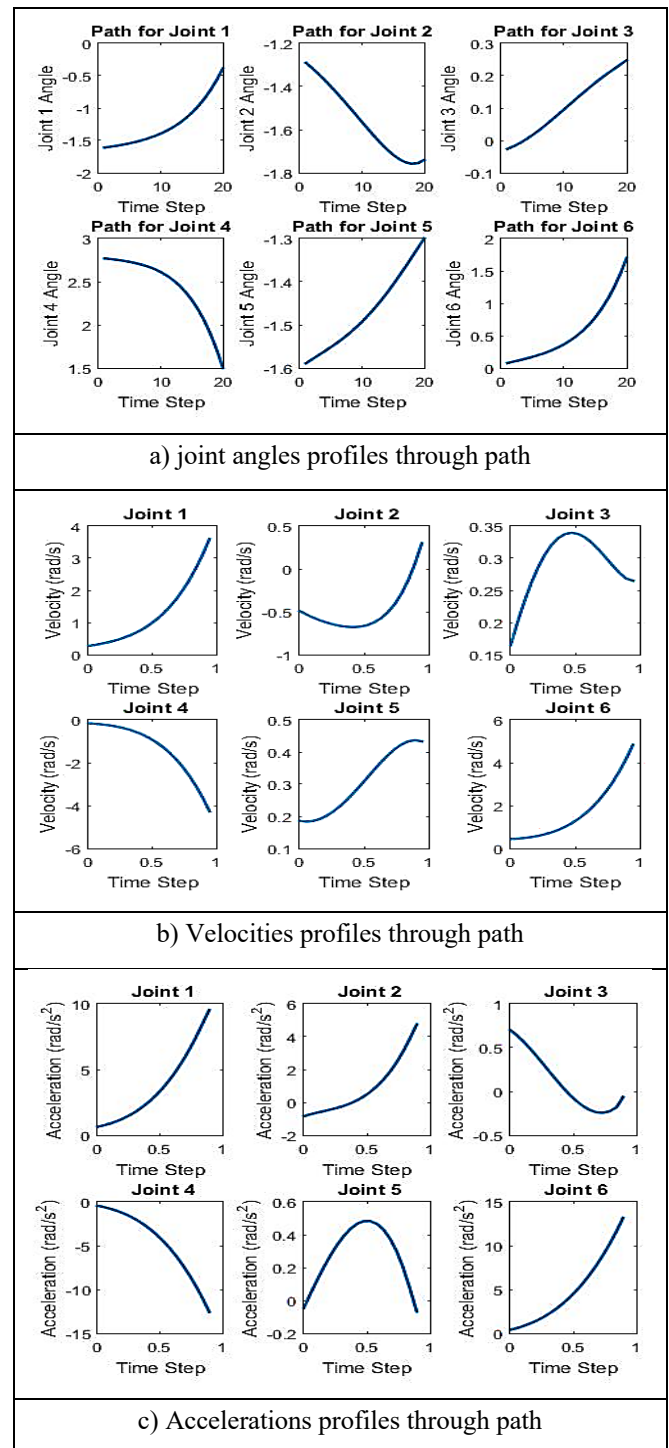 Path for Joint 1 Path for Joint 2 Path for Joint 3
Joint 1 Angle
0
-0.5
-1
-1.5
-2
0 10 20
Time Step
Joint 2 Angle
-1.2
-1.4
-1.6
-1.8
0 10 20
Time Step
Joint 3 Angle
0.3
0.2
0.1
0
-0.1
0 10 20
Time Step
Path for Joint 4 Path for Joint 5 Path for Joint 6
Joint 4 Angle
3
2.5
2
1.5
0 10 20
Time Step
Joint 5 Angle
-1.3
-1.4
-1.5
-1.6
0 10 20
Time Step
Joint 6 Angle
2
1.5
1
0.5
0
0 10 20
Time Step
a) joint angles profiles through path
Joint 1 Joint 2 Joint 3
Velocity (rad/s)
4
3
2
1
0
0 0.5 1
Time Step
Velocity (rad/s)
0.5
0
-0.5
-1
0 0.5 1
Time Step
Velocity (rad/s)
0.35
0.3
0.25
0.2
0.15
0 0.5 1
Time Step
Joint 4 Joint 5 Joint 6
Velocity (rad/s)
0
-2
-4
-6
0 0.5 1
Time Step
Velocity (rad/s)
0.5
0.4
0.3
0.2
0.1
0 0.5 1
Time Step
Velocity (rad/s)
6
4
2
0
0 0.5 1
Time Step
b) Velocities profiles through path
Joint 1 Joint 2 Joint 3
Acceleration (rad/s²)
10
5
0
0 0.5 1
Time Step
Acceleration (rad/s²)
6
4
2
0
-2
0 0.5 1
Time Step
Acceleration (rad/s²)
1
0.5
0
-0.5
0 0.5 1
Time Step
Joint 4 Joint 5 Joint 6
Acceleration (rad/s²)
0
-5
-10
-15
0 0.5 1
Time Step
Acceleration (rad/s²)
0.6
0.4
0.2
0
-0.2
0 0.5 1
Time Step
Acceleration (rad/s²)
15
10
5
0
0 0.5 1
Time Step
c) Accelerations profiles through path